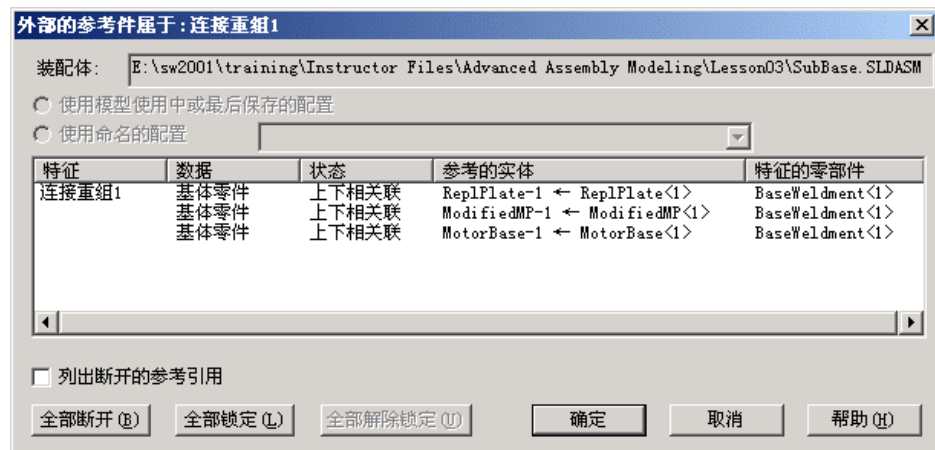 外部的参考件属于:连接重组1
装配体: E:\sw2001\training\Instructor Files\Advanced Assembly Modeling\Lesson03\SubBase.SLDASM
使用模型使用中或最后保存的配置
使用命名的配置
特征 数据 状态 参考的实体 特征的零部件
连接重组1 基体零件 上下相关联 ReplPlate-1 ← ReplPlate<1> BaseWeldment<1>
基体零件 上下相关联 ModifiedMP-1 ← ModifiedMP<1> BaseWeldment<1>
基体零件 上下相关联 MotorBase-1 ← MotorBase<1> BaseWeldment<1>
列出断开的参考引用
全部断开(B) 全部锁定(L) 全部解除锁定(U) 确定 取消 帮助(H)